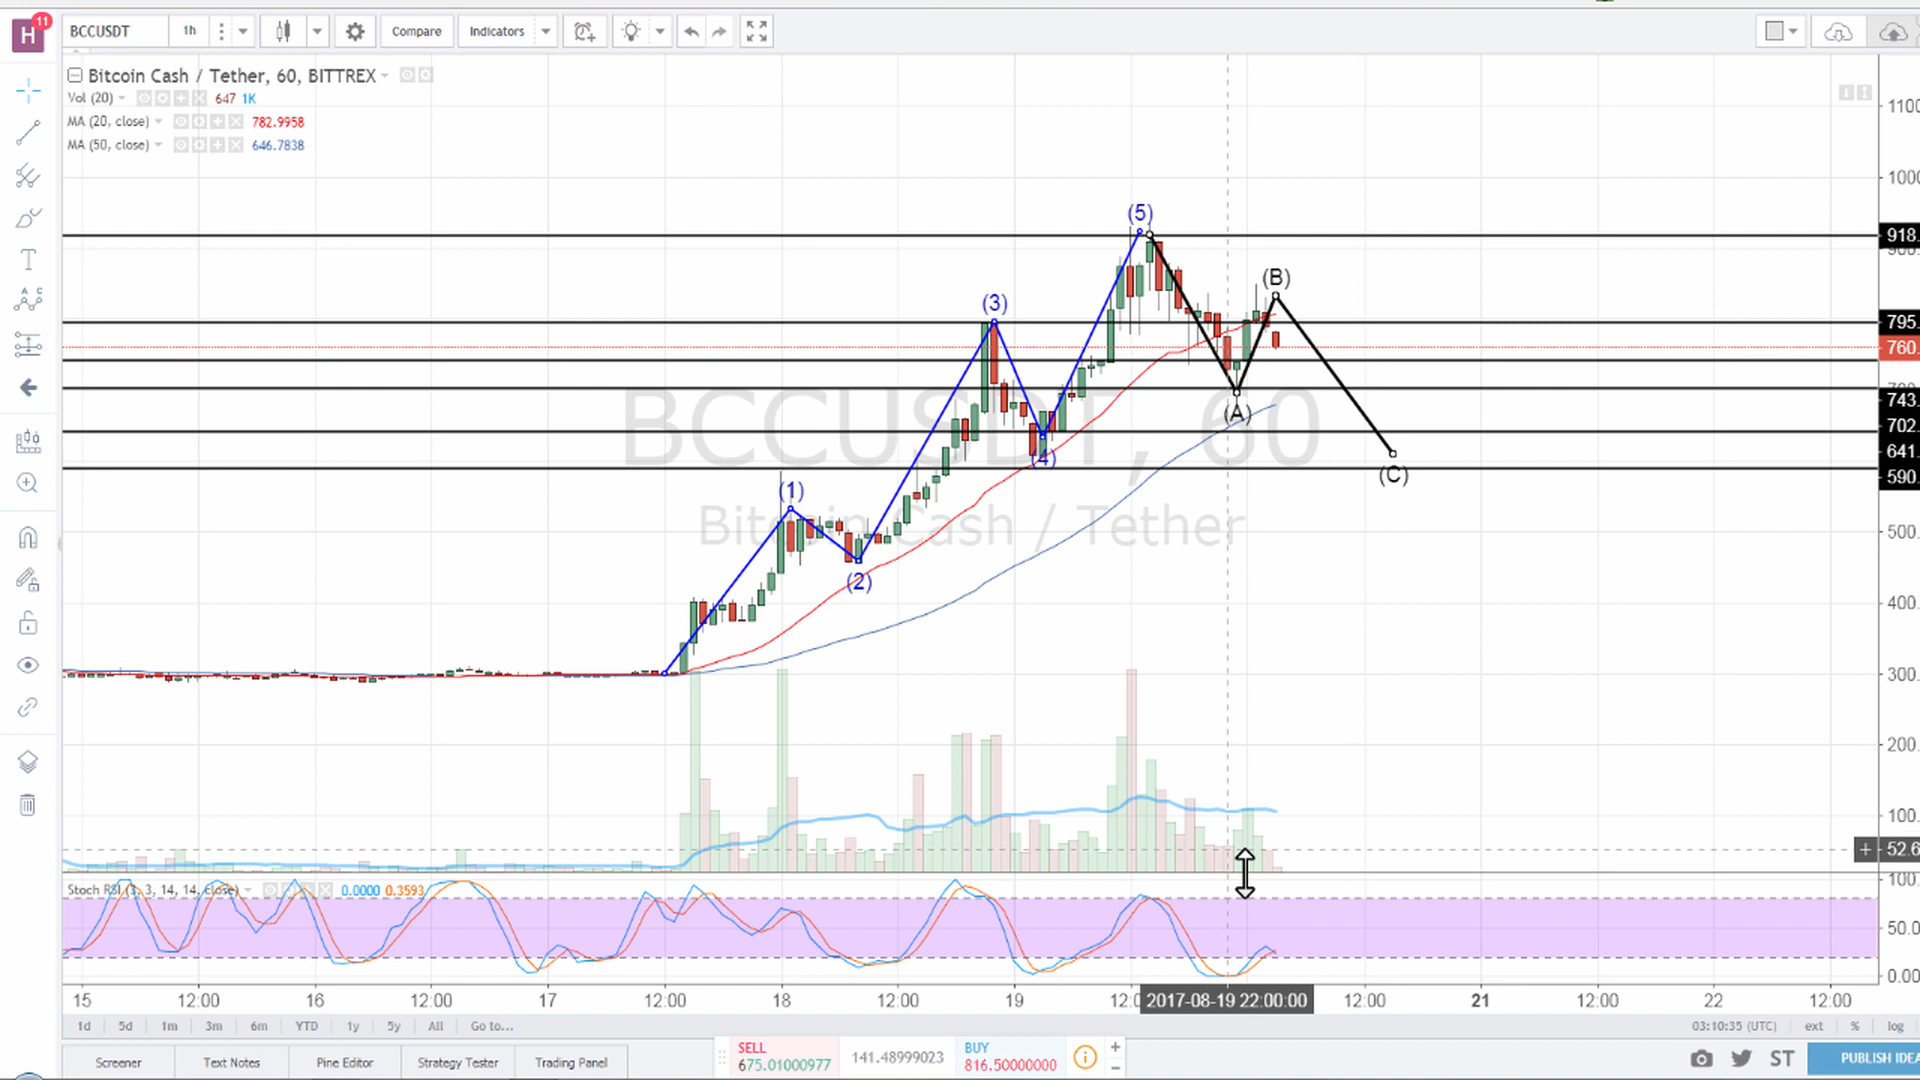 H 11
BCCUSDT 1h Compare Indicators
Bitcoin Cash / Tether, 60, BITTREX
Vol (20) 647 1K
MA (20, close) 782.9958
MA (50, close) 646.7838
BCCUSDT, 60
Bitcoin Cash / Tether
(1)
(2)
(3)
(4)
(5)
(A)
(B)
(C)
1100
1000
918.
795.
760.
743.
702.
641.
590.
500.
400.
300.
200.
100.
52.6
Stoch RSI (3, 3, 14, 14, close) 0.0000 0.3593
100.
50.0
0.00
15 12:00 16 12:00 17 12:00 18 12:00 19 2017-08-19 22:00:00 12:00 21 12:00 22 12:00
1d 5d 1m 3m 6m YTD 1y 5y All Go to... 03:10:35 (UTC) ext % log
Screener Text Notes Pine Editor Strategy Tester Trading Panel
SELL
675.01000977
141.48999023
BUY
816.50000000
ST
PUBLISH IDEA